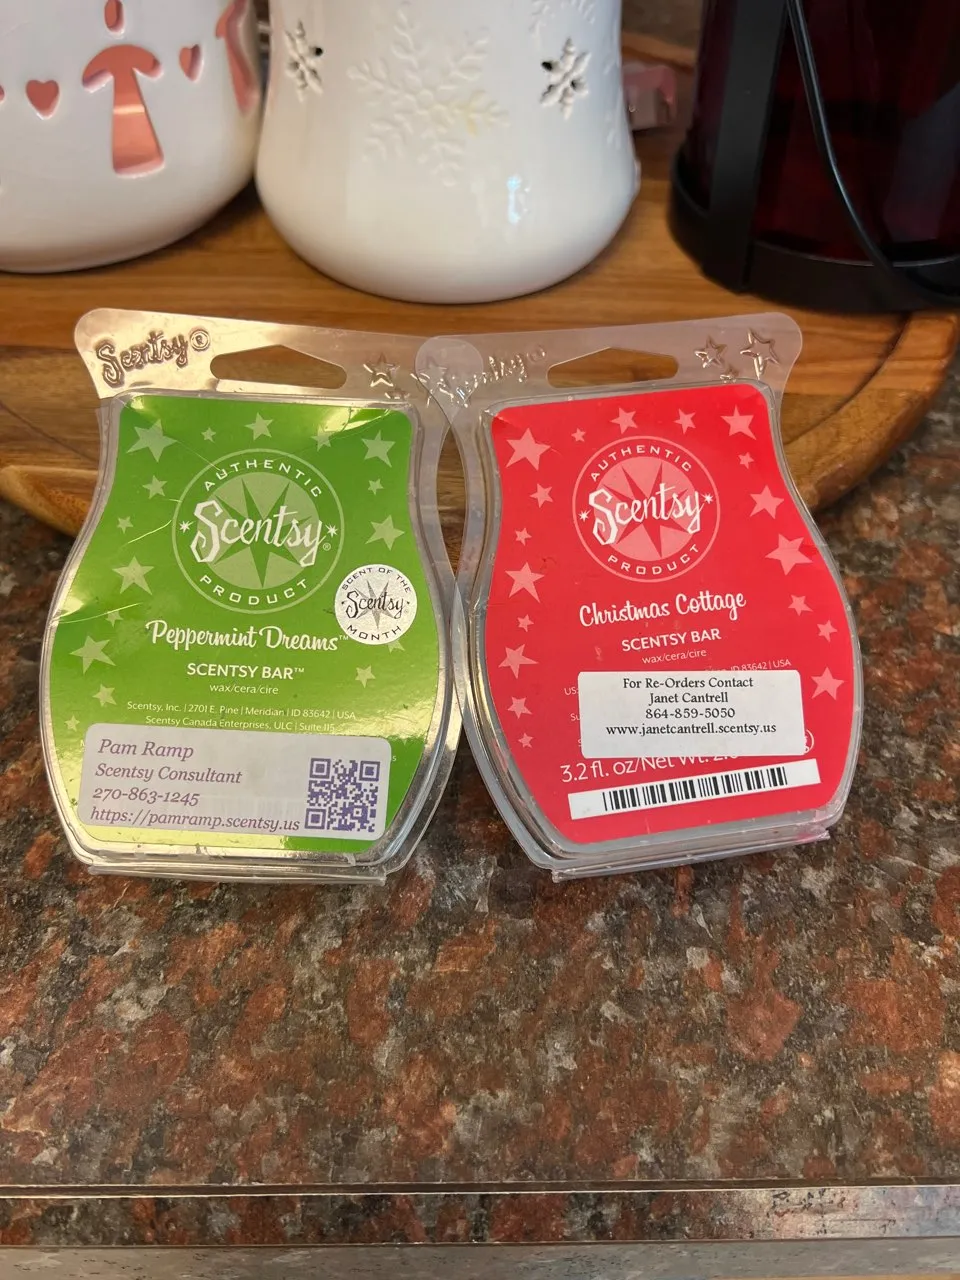 Scentsy®
AUTHENTIC
Scentsy®
PRODUCT
SCENT OF THE
Scentsy
MONTH
Peppermint Dreams™
SCENTSY BAR™
wax/cera/cire
Scentsy, Inc. | 2701 E. Pine | Meridian | ID 83642 | USA
Scentsy Canada Enterprises, ULC | Suite 115
Pam Ramp
Scentsy Consultant
270-863-1245
https://pamramp.scentsy.us
Scentsy®
AUTHENTIC
Scentsy
PRODUCT
Christmas Cottage
SCENTSY BAR
wax/cera/cire
ID 83642 | USA
For Re-Orders Contact
Janet Cantrell
864-859-5050
www.janetcantrell.scentsy.us
3.2 fl. oz/Net Wt. 2.